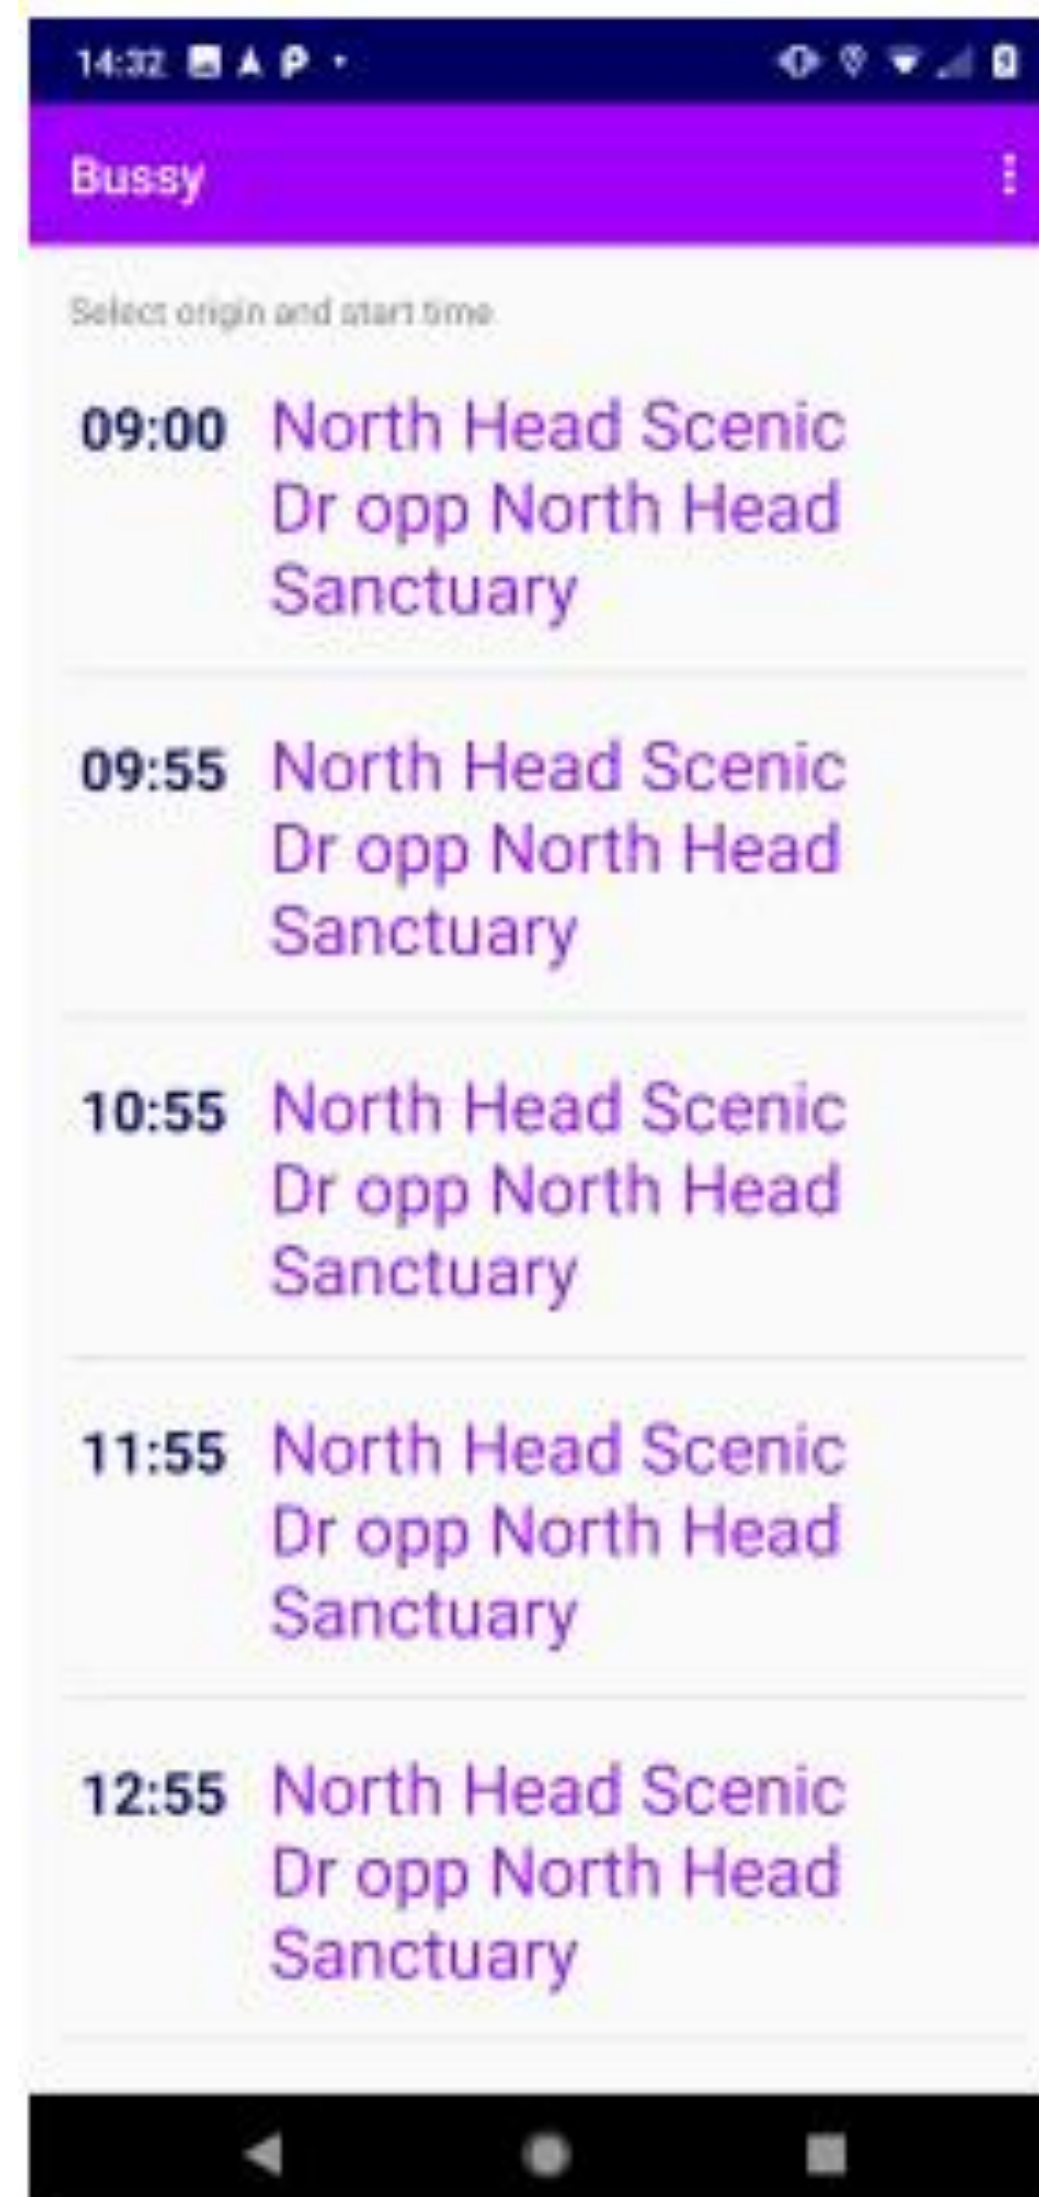 14:32
Bussy
Select origin and start time
09:00 North Head Scenic
Dr opp North Head
Sanctuary
09:55 North Head Scenic
Dr opp North Head
Sanctuary
10:55 North Head Scenic
Dr opp North Head
Sanctuary
11:55 North Head Scenic
Dr opp North Head
Sanctuary
12:55 North Head Scenic
Dr opp North Head
Sanctuary